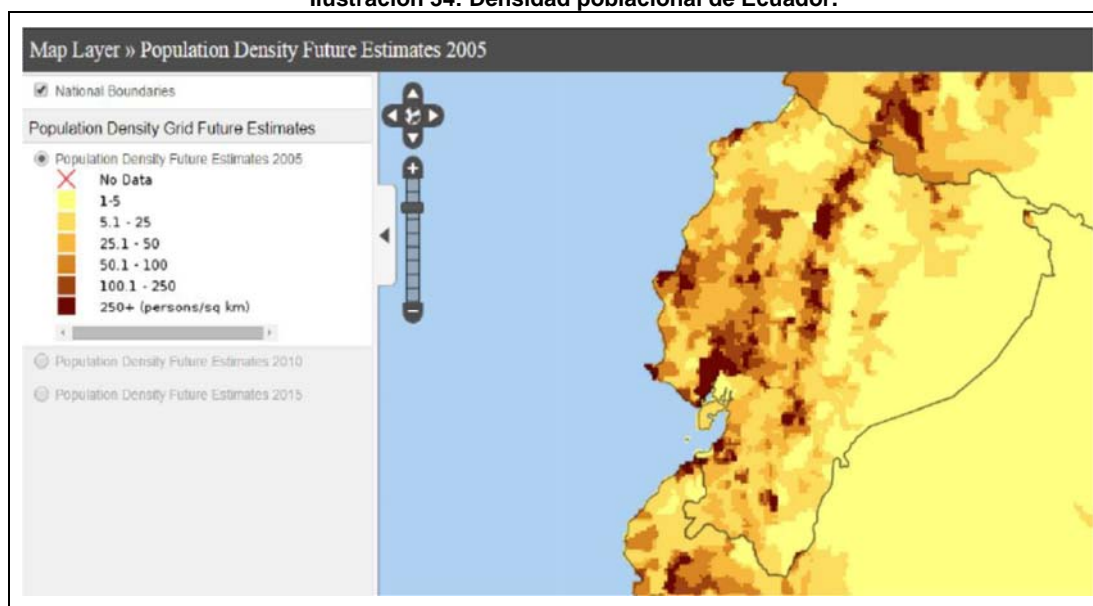 Ilustración 34: Densidad poblacional de Ecuador.
Map Layer » Population Density Future Estimates 2005
National Boundaries
Population Density Grid Future Estimates
Population Density Future Estimates 2005
No Data
1-5
5.1 - 25
25.1 - 50
50.1 - 100
100.1 - 250
250+ (persons/sq km)
Population Density Future Estimates 2010
Population Density Future Estimates 2015